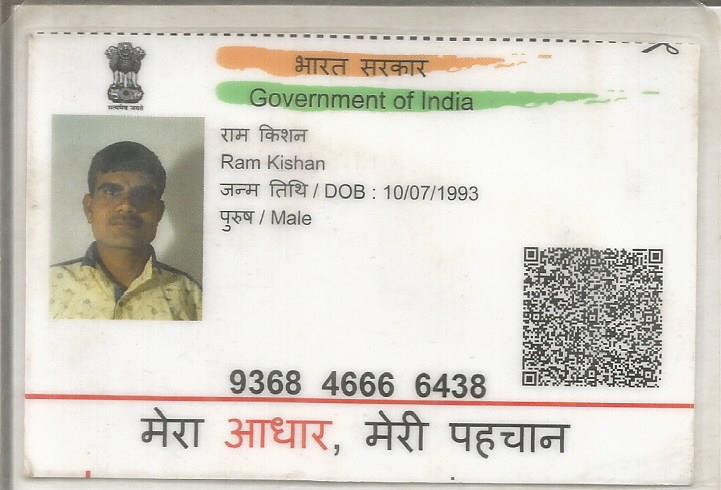 भारत सरकार
Government of India
सत्यमेव जयते
राम किशन
Ram Kishan
जन्म तिथि / DOB : 10/07/1993
पुरुष / Male
9368 4666 6438
मेरा आधार, मेरी पहचान